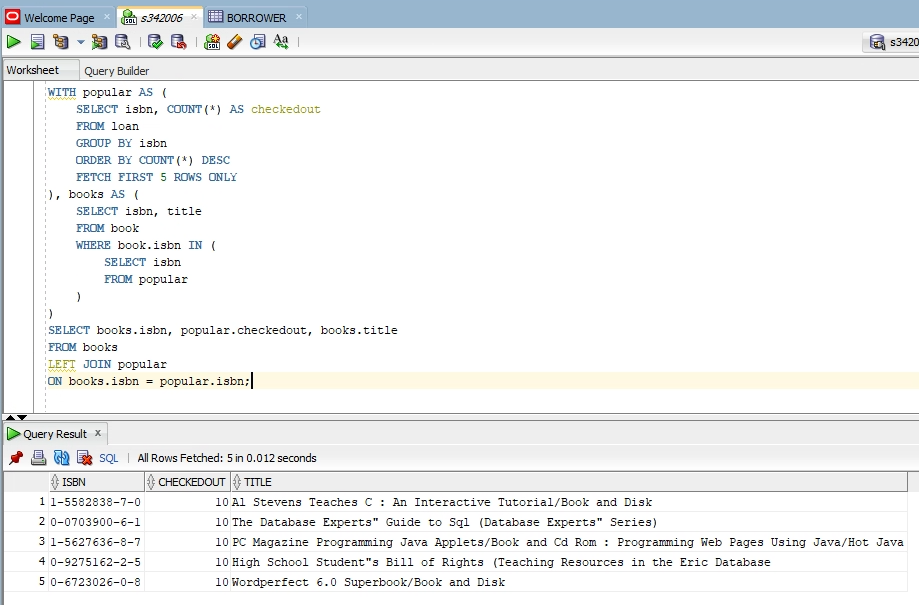 Welcome Page × s342006 × BORROWER ×
SQL Aa s3420
Worksheet Query Builder
WITH popular AS (
SELECT isbn, COUNT(*) AS checkedout
FROM loan
GROUP BY isbn
ORDER BY COUNT(*) DESC
FETCH FIRST 5 ROWS ONLY
), books AS (
SELECT isbn, title
FROM book
WHERE book.isbn IN (
SELECT isbn
FROM popular
)
)
SELECT books.isbn, popular.checkedout, books.title
FROM books
LEFT JOIN popular
ON books.isbn = popular.isbn;
Query Result ×
SQL | All Rows Fetched: 5 in 0.012 seconds
ISBN CHECKEDOUT TITLE
1 1-5582838-7-0 10 Al Stevens Teaches C : An Interactive Tutorial/Book and Disk
2 0-0703900-6-1 10 The Database Experts" Guide to Sql (Database Experts" Series)
3 1-5627636-8-7 10 PC Magazine Programming Java Applets/Book and Cd Rom : Programming Web Pages Using Java/Hot Java
4 0-9275162-2-5 10 High School Student"s Bill of Rights (Teaching Resources in the Eric Database
5 0-6723026-0-8 10 Wordperfect 6.0 Superbook/Book and Disk